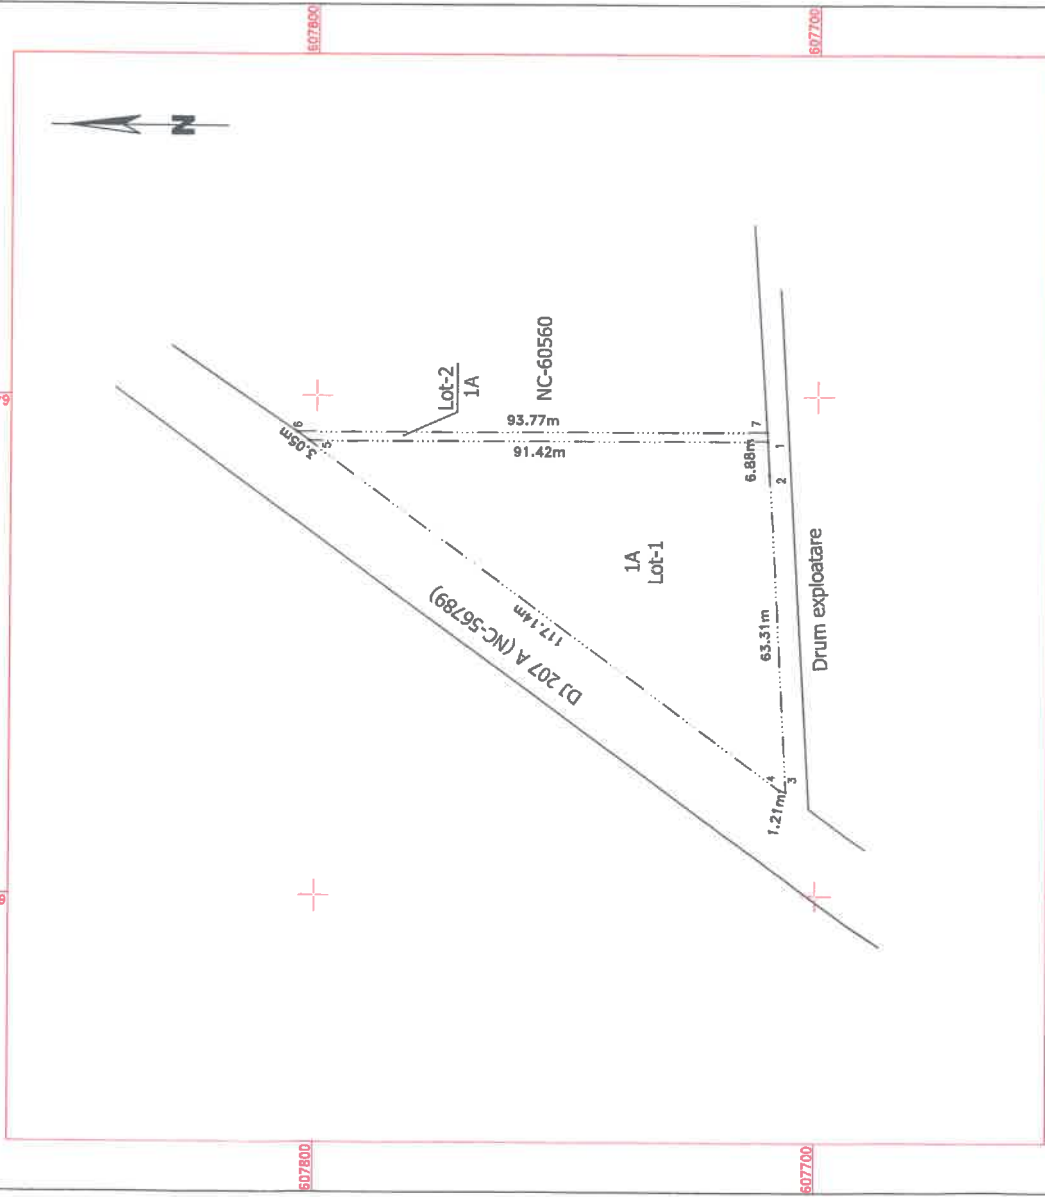 607800
607700
N
Lot-2
1A
NC-60560
93.77m
91.42m
3.05m
6
5
7
1
6.88m
2
1A
Lot-1
DJ 207 A (NC-56789)
117.14m
63.31m
Drum exploatare
4
3
1.21m
607800
607700